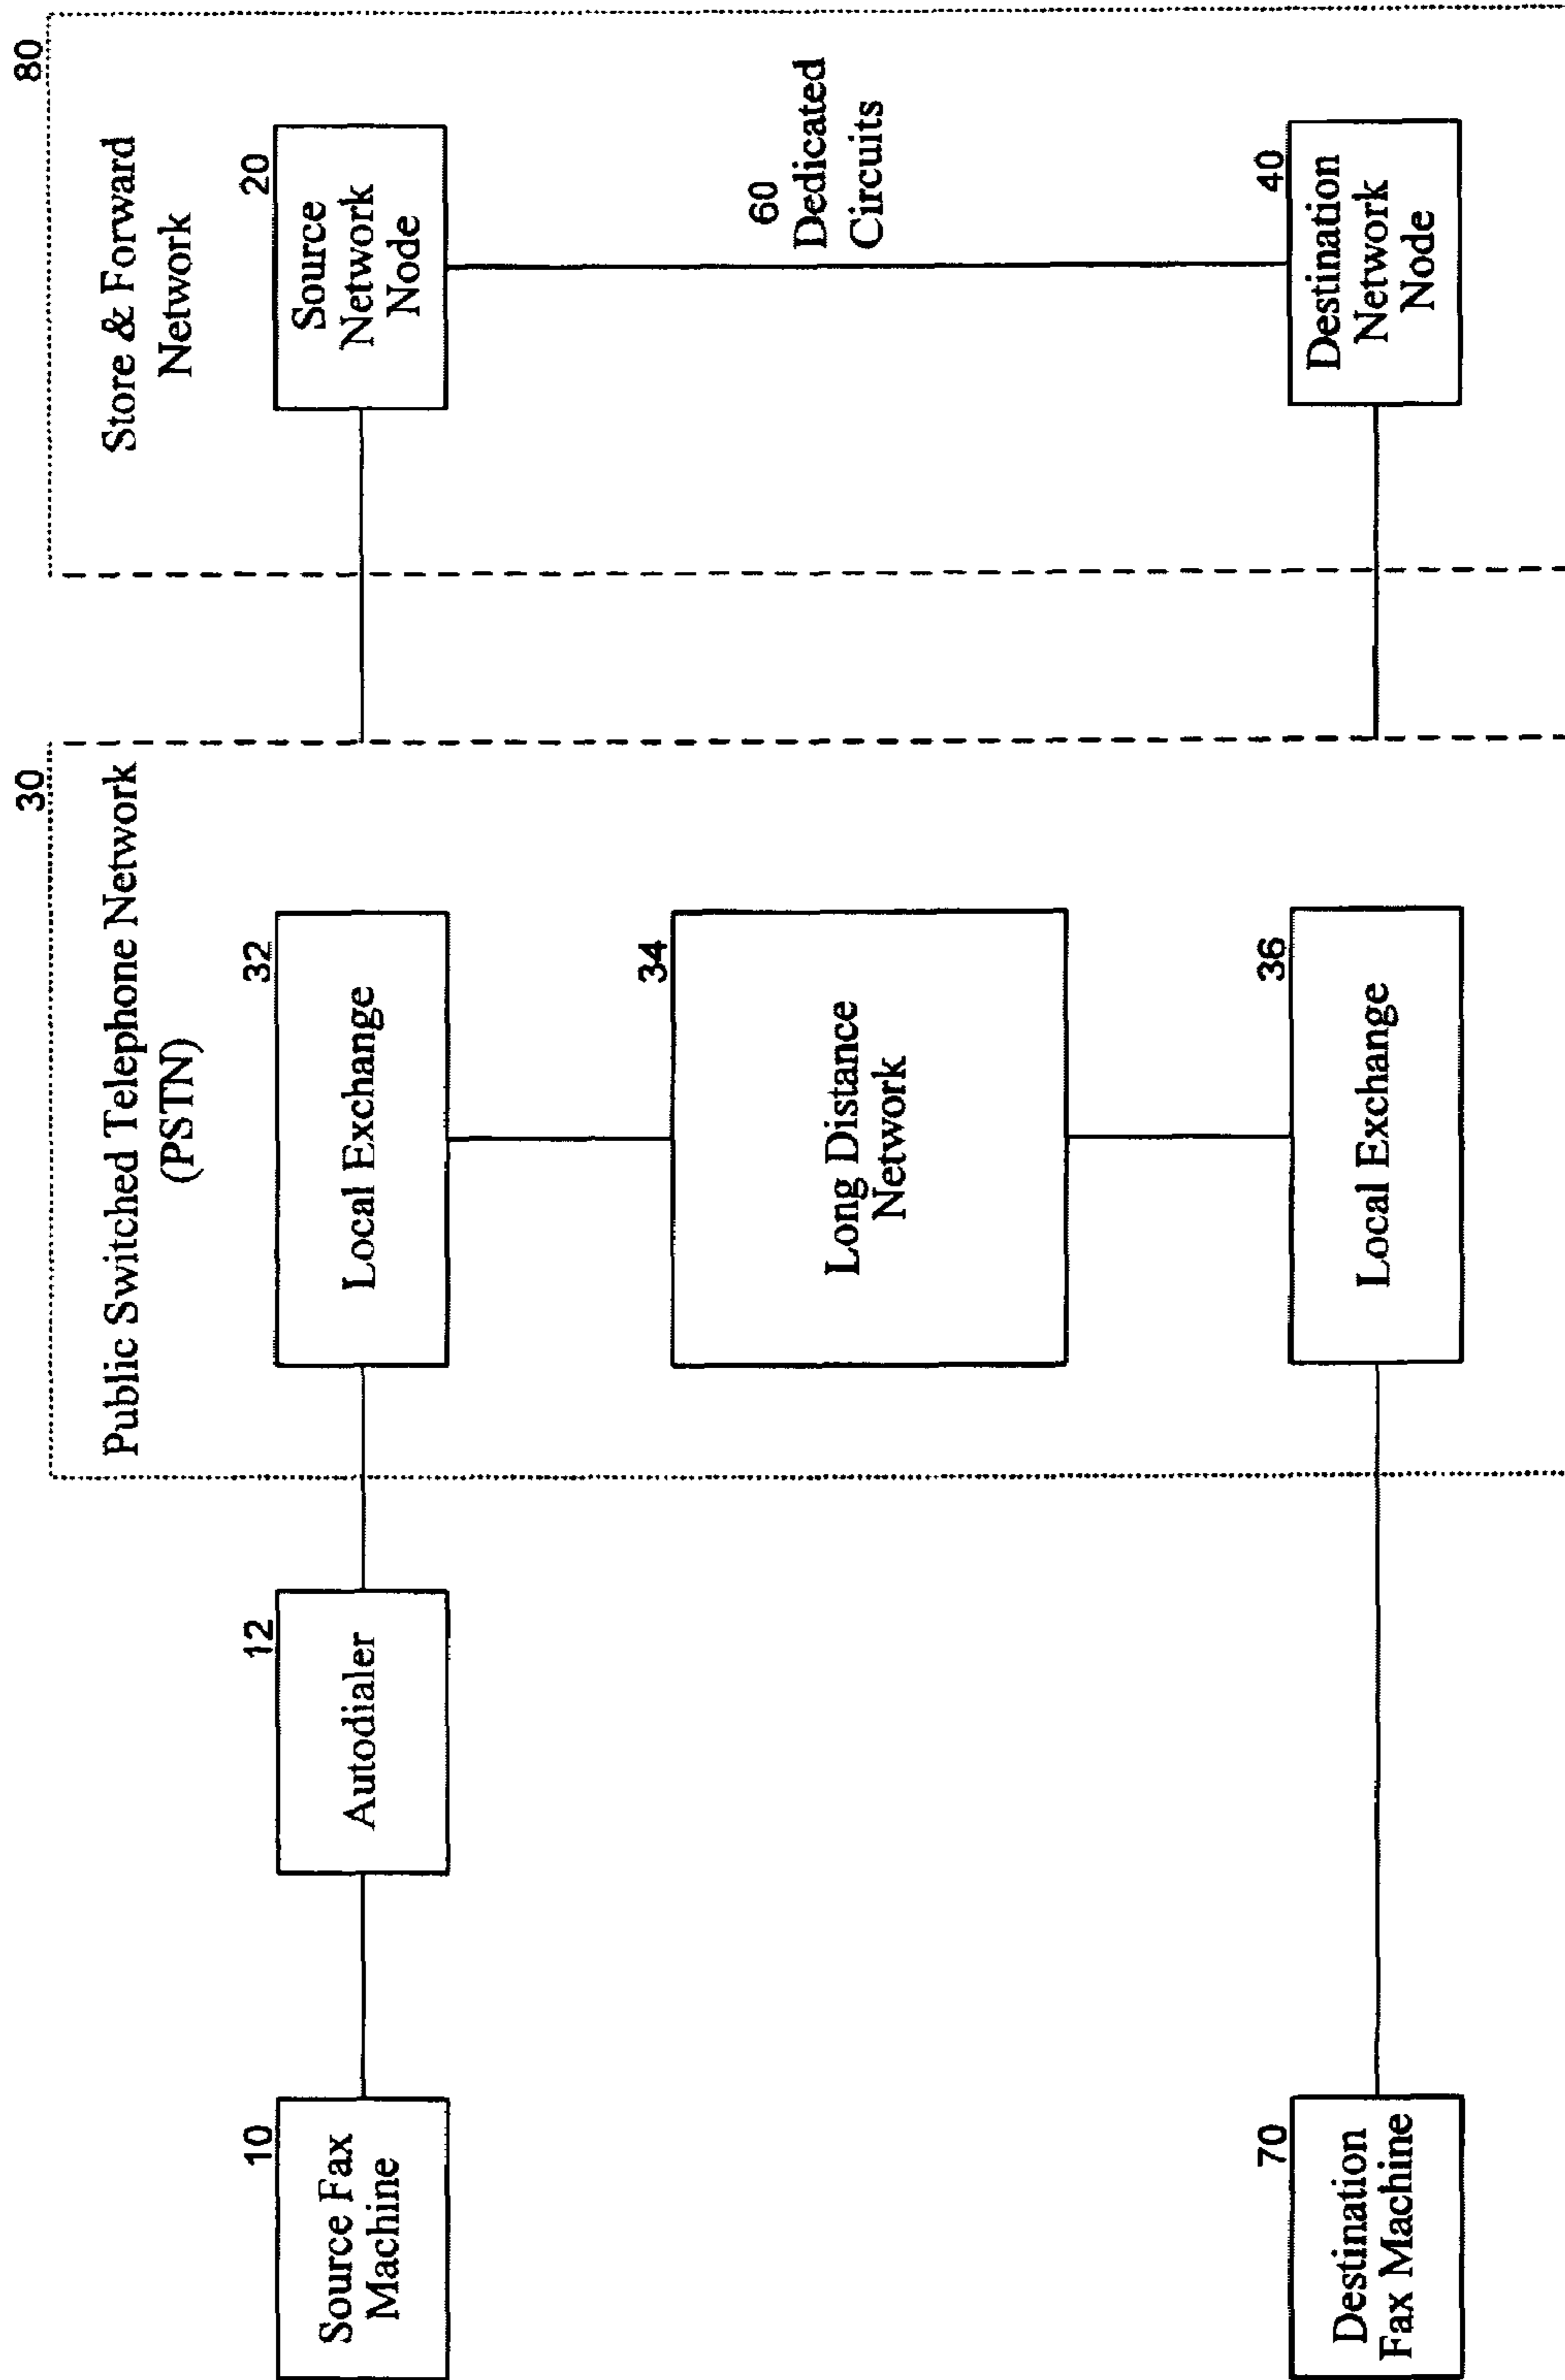 30
Public Switched Telephone Network
(PSTN)
80
Store & Forward
Network
10
Source Fax
Machine
12
Autodialer
32
Local Exchange
20
Source
Network
Node
34
Long Distance
Network
60
Dedicated
Circuits
70
Destination
Fax Machine
36
Local Exchange
40
Destination
Network
Node